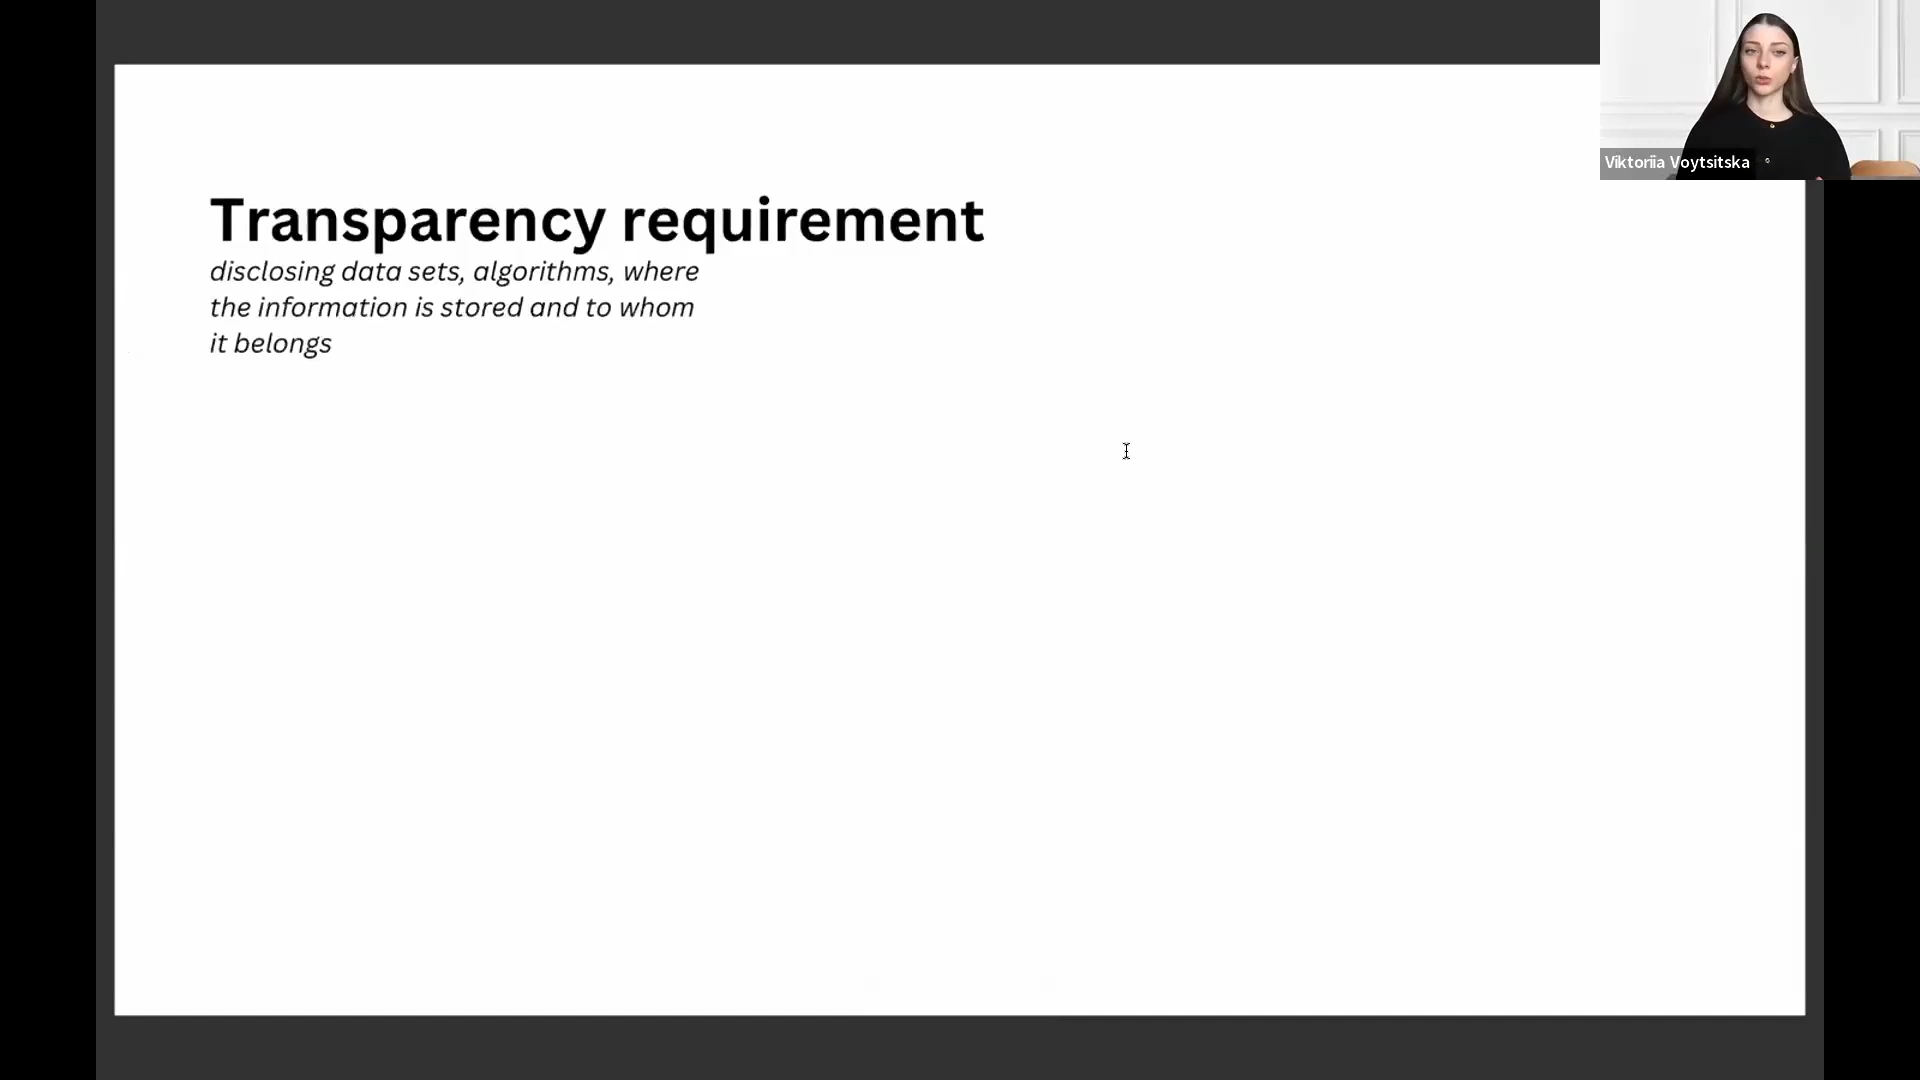 Transparency requirement
disclosing data sets, algorithms, where
the information is stored and to whom
it belongs
Viktoriia Voytsitska